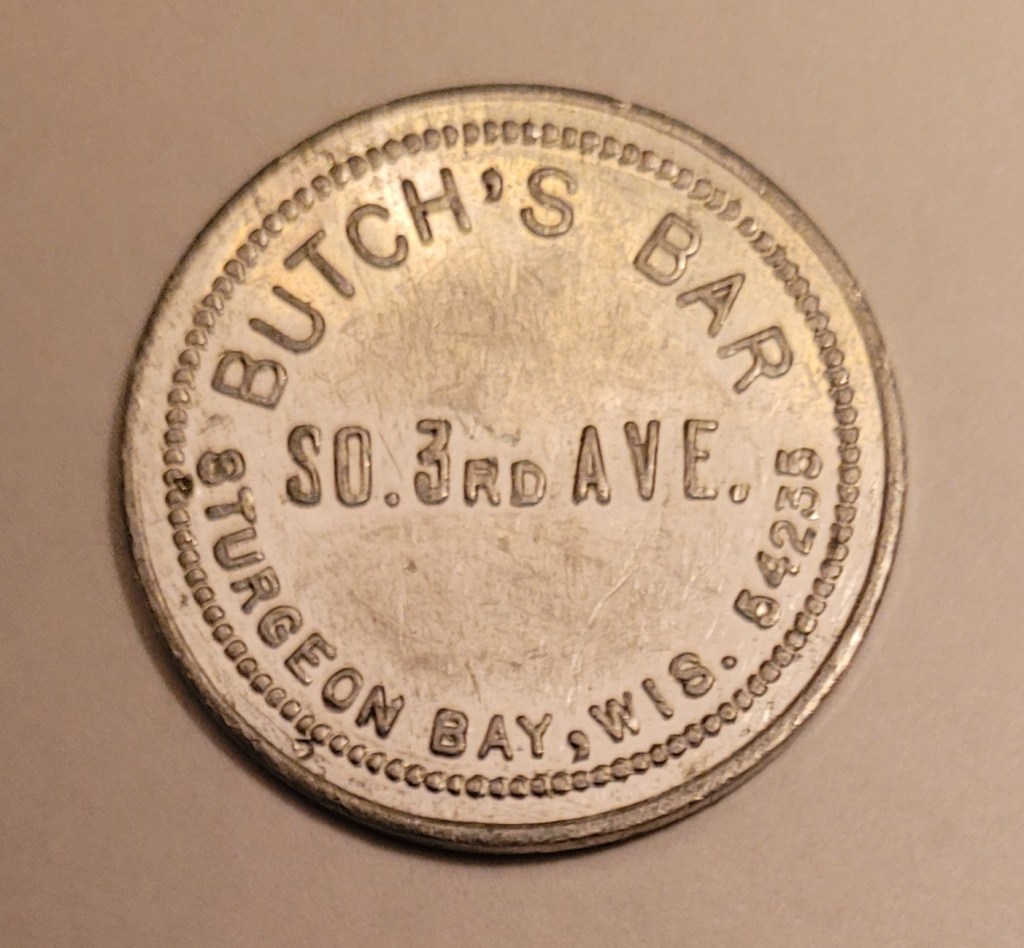 BUTCH'S BAR
SO. 3RD AVE.
STURGEON BAY, WIS. 54235